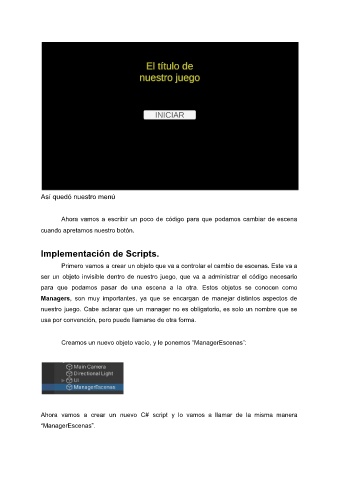 El título de
nuestro juego
INICIAR
Así quedó nuestro menú
Ahora vamos a escribir un poco de código para que podamos cambiar de escena
cuando apretamos nuestro botón.
Implementación de Scripts.
Primero vamos a crear un objeto que va a controlar el cambio de escenas. Este va a
ser un objeto invisible dentro de nuestro juego, que va a administrar el código necesario
para que podamos pasar de una escena a la otra. Estos objetos se conocen como
Managers, son muy importantes, ya que se encargan de manejar distintos aspectos de
nuestro juego. Cabe aclarar que un manager no es obligatorio, es solo un nombre que se
usa por convención, pero puede llamarse de otra forma.
Creamos un nuevo objeto vacío, y le ponemos "ManagerEscenas":
Main Camera
Directional Light
UI
ManagerEscenas
Ahora vamos a crear un nuevo C# script y lo vamos a llamar de la misma manera
"ManagerEscenas".